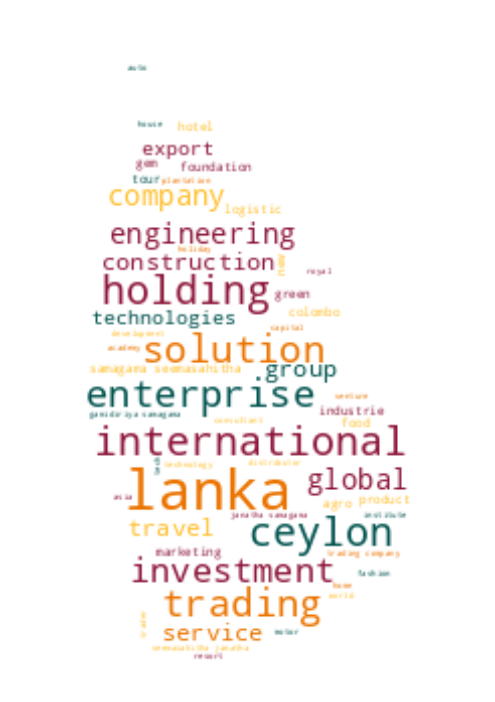 auto
house hotel
export
gem foundation
tour plantation
company
logistic
engineering
holiday
construction new
royal
holding green
technologies colombo
capital
development
solution
academy
samagama seemasahitha group
enterprise venture
gamidiriya samagama industrie
consultant food
international
technology distributor
global
lanka
asia agro product
janatha samagama institute
travel ceylon
marketing trading company
investment fashion
home
world
trading
service motor
seemasahitha janatha
resort